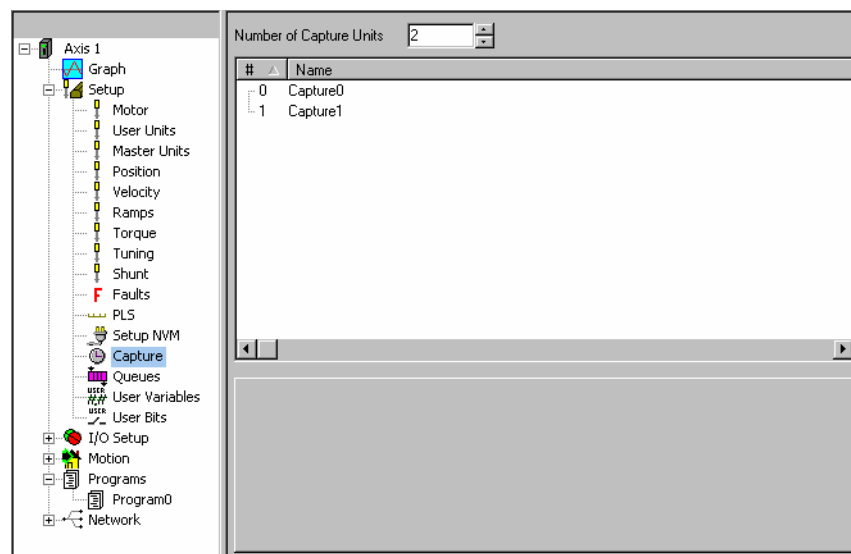 Axis 1
Graph
Setup
Motor
User Units
Master Units
Position
Velocity
Ramps
Torque
Tuning
Shunt
F Faults
PLS
Setup NVM
Capture
Queues
USER
#.# User Variables
USER
User Bits
I/O Setup
Motion
Programs
Program0
Network
Number of Capture Units 2
# Name
0 Capture0
1 Capture1